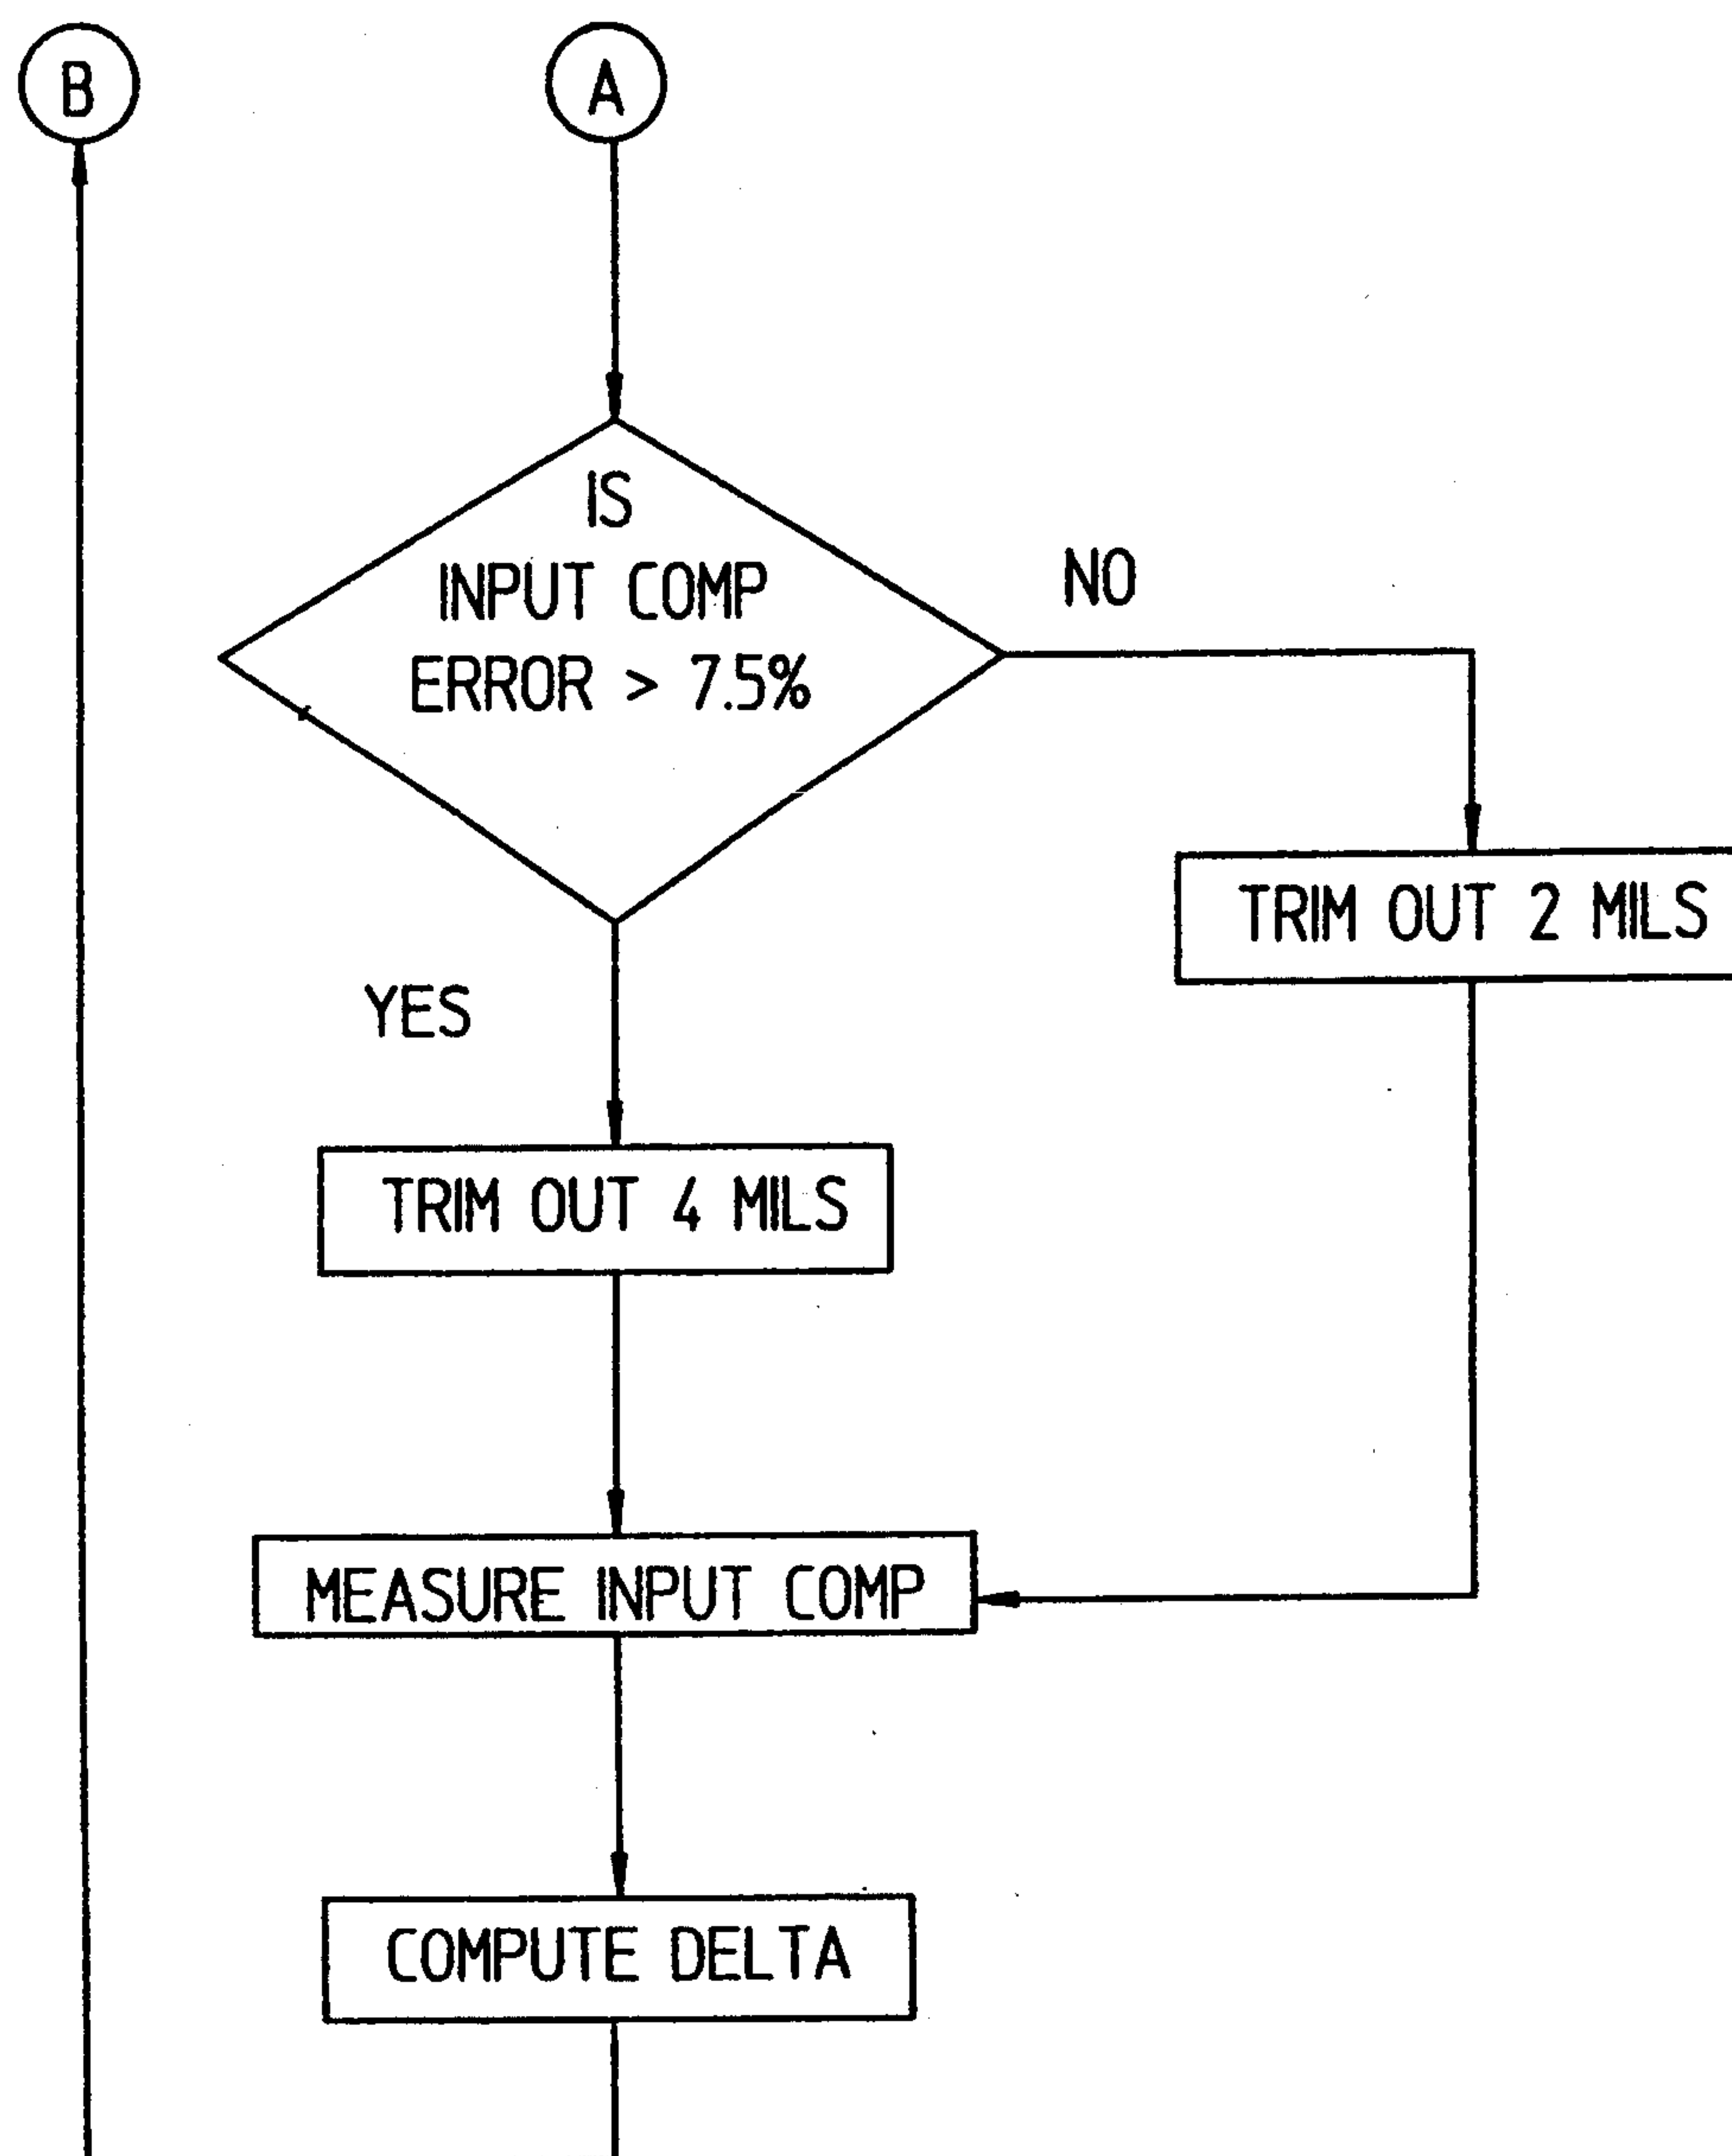 B
A
IS
INPUT COMP
ERROR > 7.5%
NO
TRIM OUT 2 MILS
YES
TRIM OUT 4 MILS
MEASURE INPUT COMP
COMPUTE DELTA